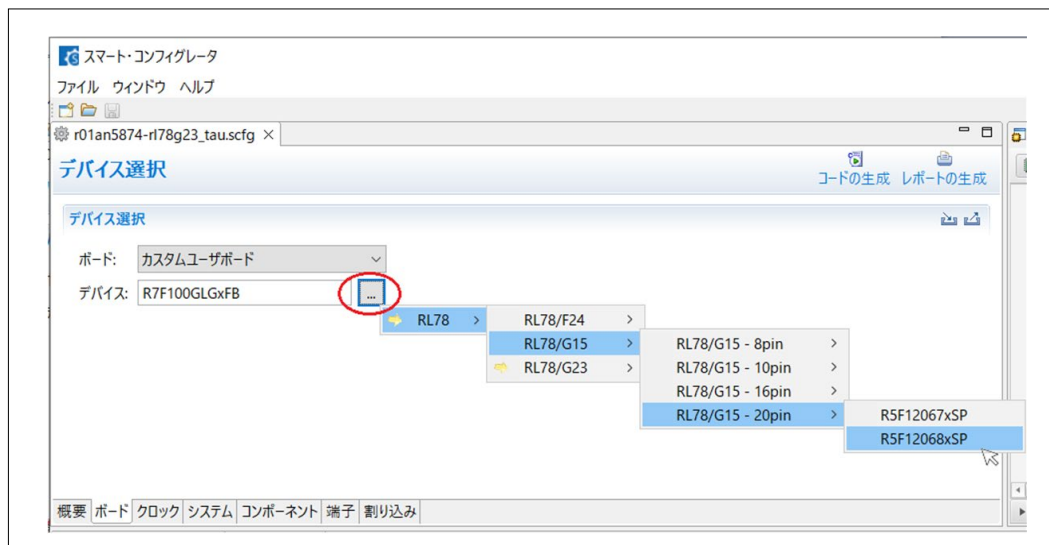 スマート・コンフィグレータ
ファイル ウィンドウ ヘルプ
r01an5874-rl78g23_tau.scfg ×
デバイス選択
コードの生成 レポートの生成
デバイス選択
ボード: カスタムユーザボード
デバイス: R7F100GLGxFB ...
RL78 >
RL78/F24 >
RL78/G15 >
RL78/G23 >
RL78/G15 - 8pin >
RL78/G15 - 10pin >
RL78/G15 - 16pin >
RL78/G15 - 20pin >
R5F12067xSP
R5F12068xSP
概要 ボード クロック システム コンポーネント 端子 割り込み